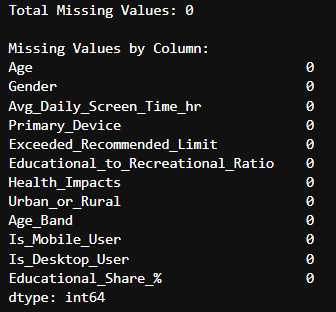 Total Missing Values: 0
Missing Values by Column:
Age 0
Gender 0
Avg_Daily_Screen_Time_hr 0
Primary_Device 0
Exceeded_Recommended_Limit 0
Educational_to_Recreational_Ratio 0
Health_Impacts 0
Urban_or_Rural 0
Age_Band 0
Is_Mobile_User 0
Is_Desktop_User 0
Educational_Share_% 0
dtype: int64